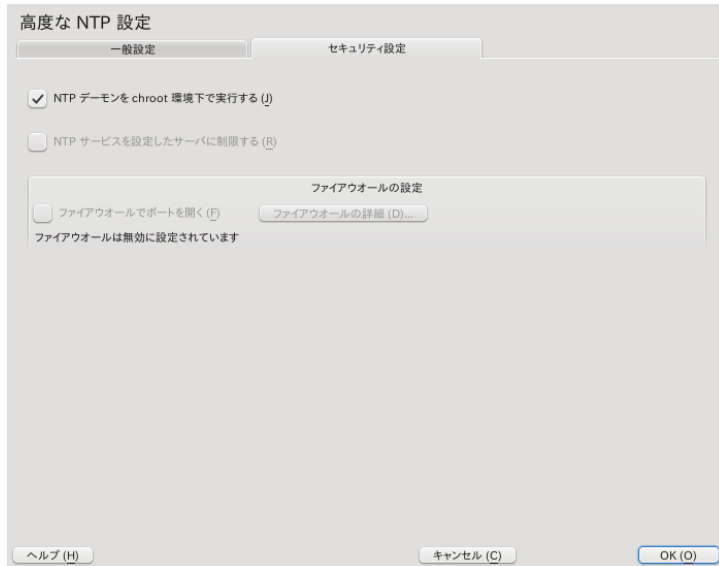 高度な NTP 設定
一般設定
セキュリティ設定
NTP デーモンを chroot 環境下で実行する (J)
NTP サービスを設定したサーバに制限する (R)
ファイアウオールの設定
ファイアウオールでポートを開く (F)
ファイアウオールの詳細 (D)...
ファイアウオールは無効に設定されています
ヘルプ (H)
キャンセル (C)
OK (O)